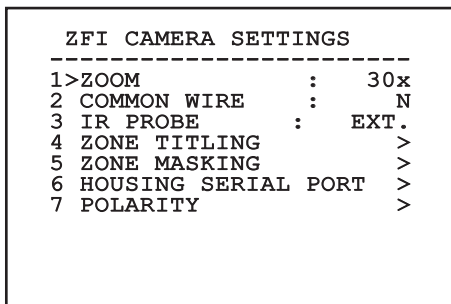 ZFI CAMERA SETTINGS
-------------------------
1>ZOOM : 30x
2 COMMON WIRE : N
3 IR PROBE : EXT.
4 ZONE TITLING >
5 ZONE MASKING >
6 HOUSING SERIAL PORT >
7 POLARITY >